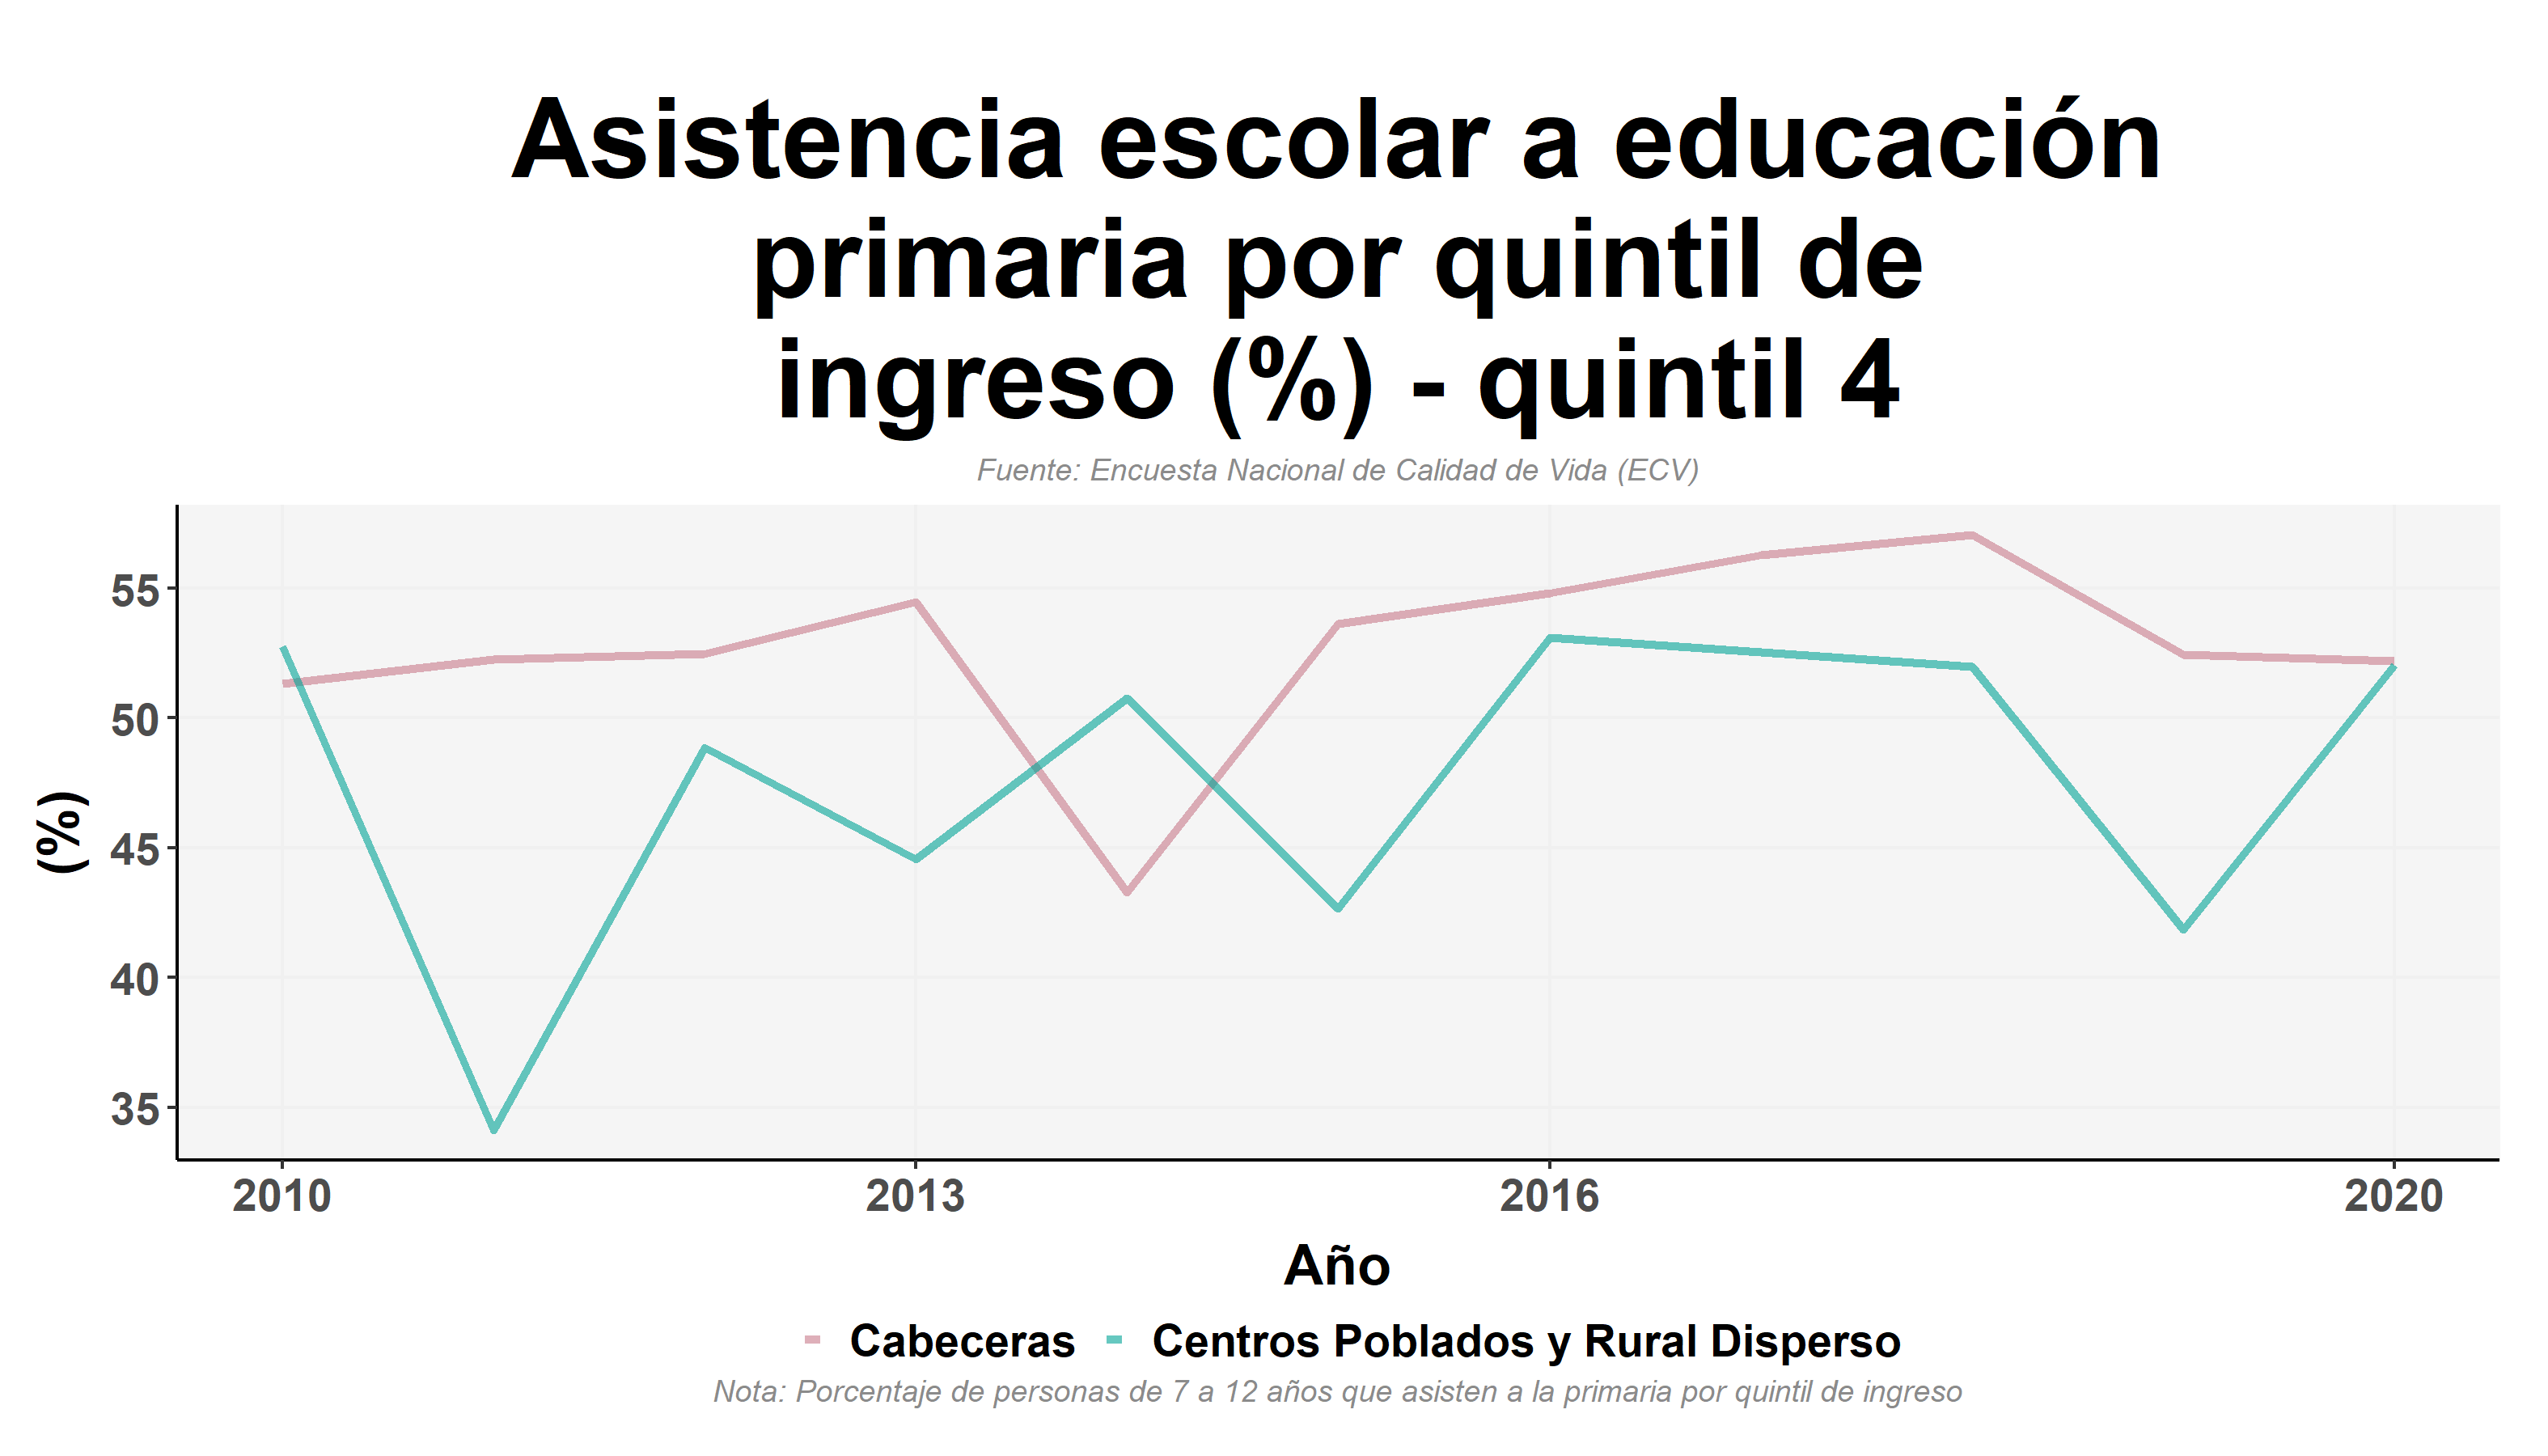 Asistencia escolar a educación
primaria por quintil de
ingreso (%) - quintil 4
Fuente: Encuesta Nacional de Calidad de Vida (ECV)
55
50
45
40
35
(%)
2010 2013 2016 2020
Año
Cabeceras Centros Poblados y Rural Disperso
Nota: Porcentaje de personas de 7 a 12 años que asisten a la primaria por quintil de ingreso